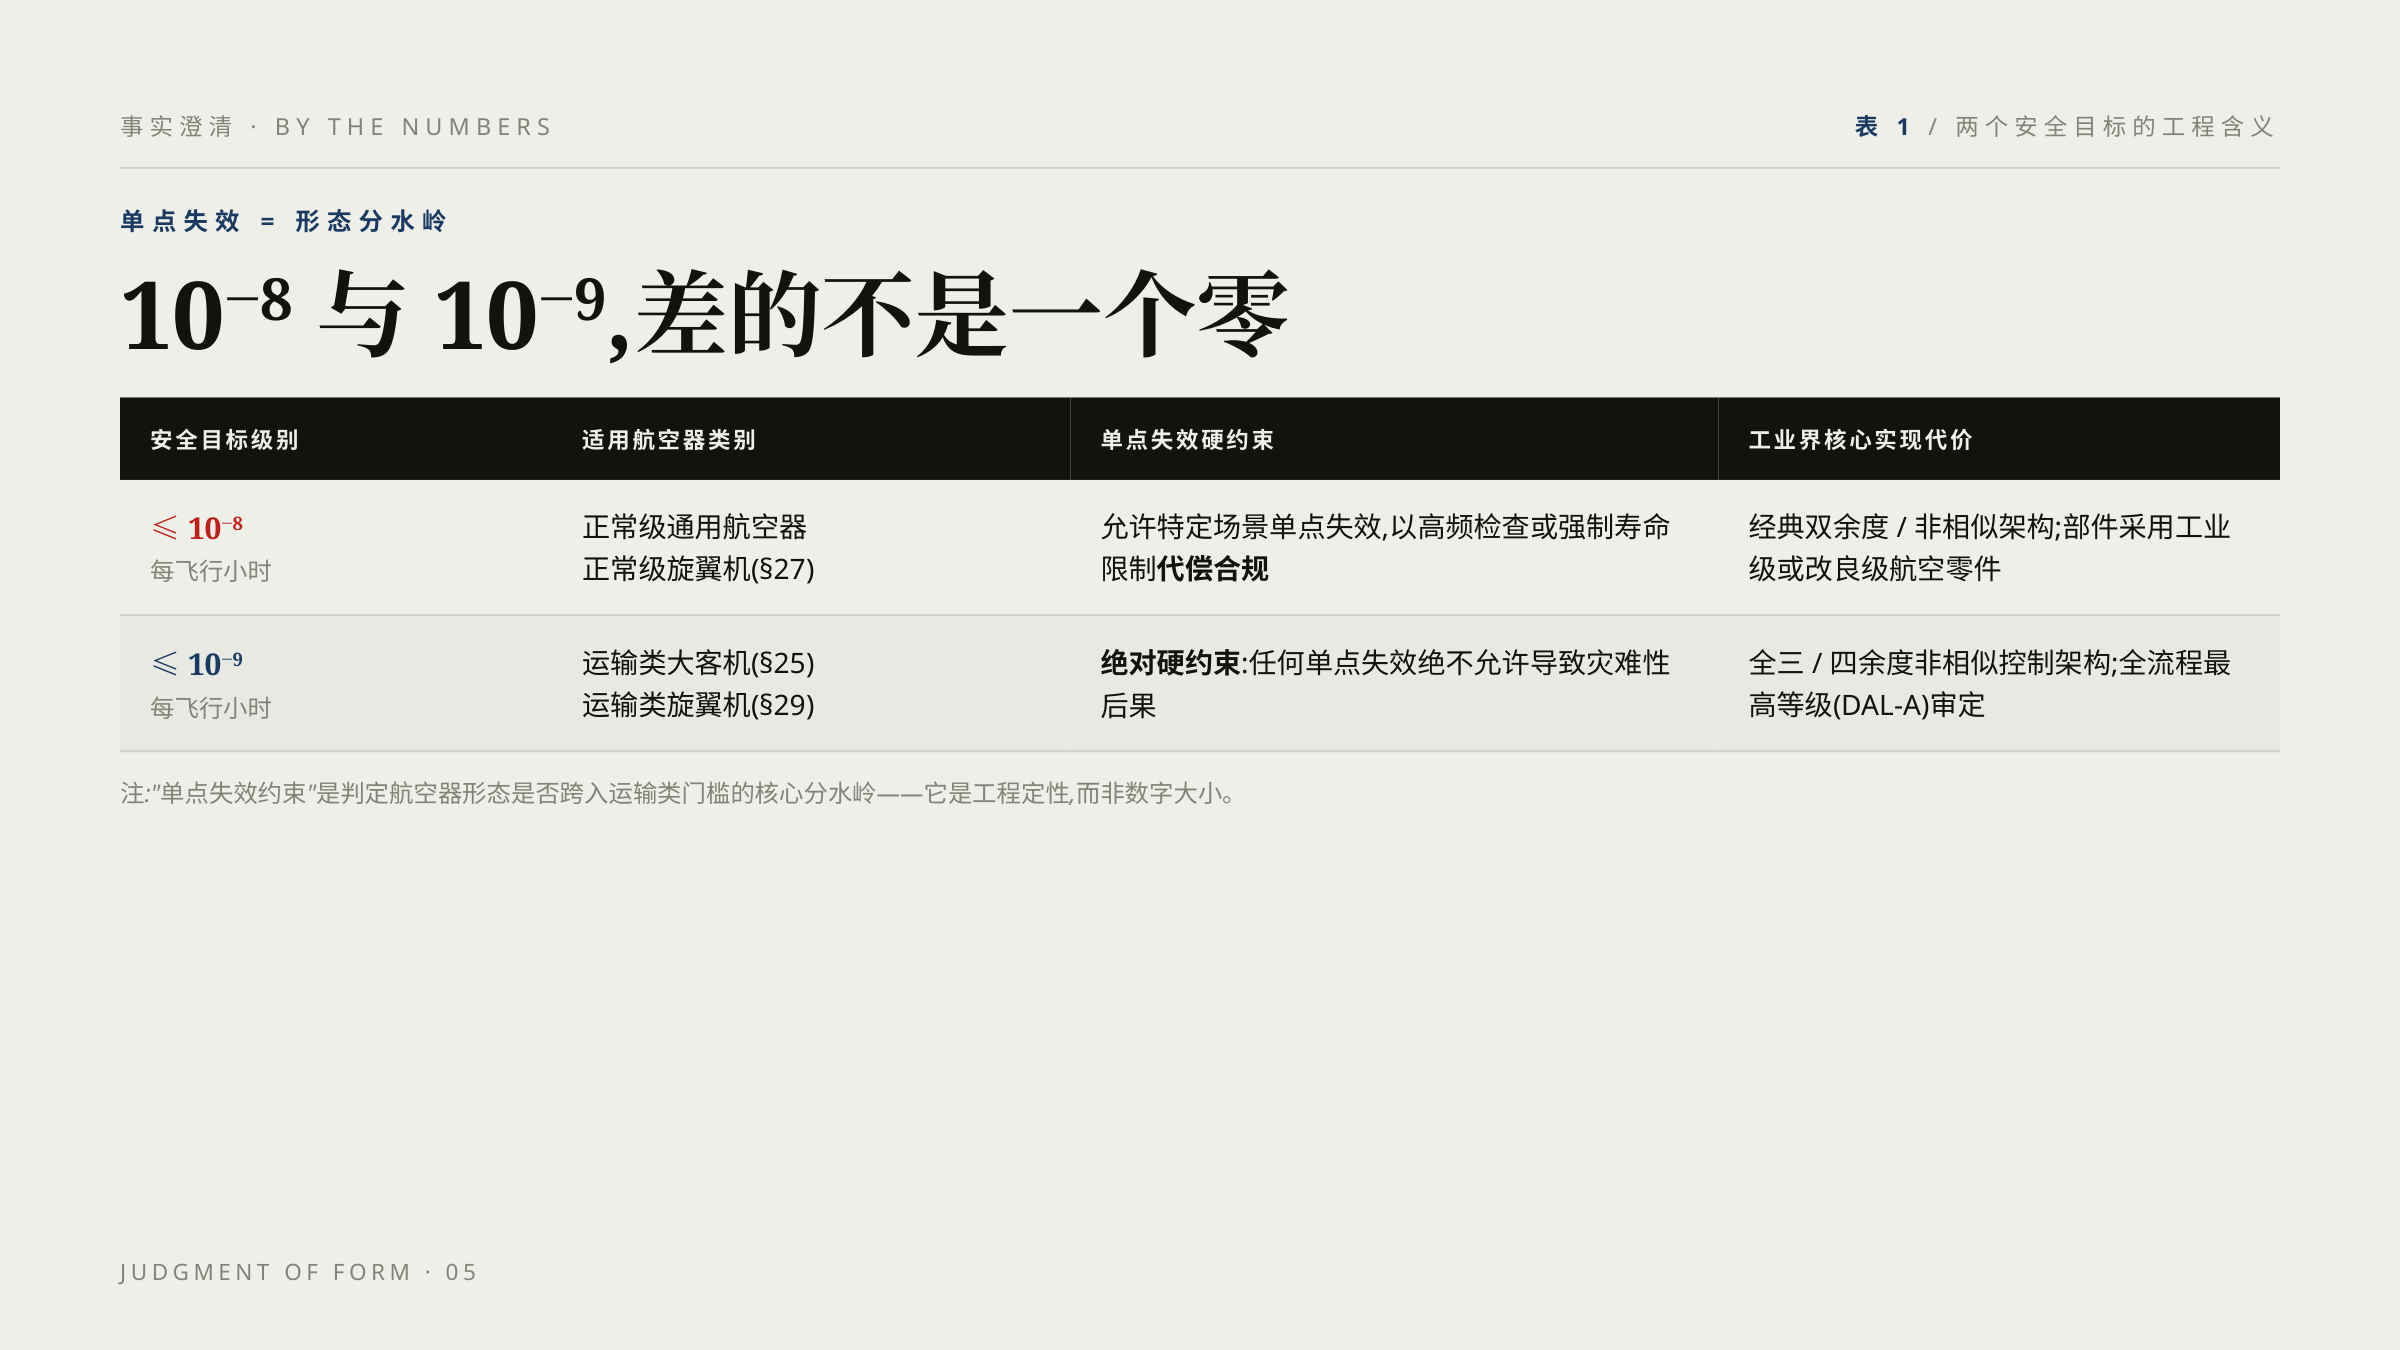 事实澄清 · BY THE NUMBERS
表 1 / 两个安全目标的工程含义
单点失效 = 形态分水岭
10⁻⁸ 与 10⁻⁹,差的不是一个零
安全目标级别
适用航空器类别
单点失效硬约束
工业界核心实现代价
⩽ 10⁻⁸
每飞行小时
正常级通用航空器
正常级旋翼机(§27)
允许特定场景单点失效,以高频检查或强制寿命
限制代偿合规
经典双余度 / 非相似架构;部件采用工业
级或改良级航空零件
⩽ 10⁻⁹
每飞行小时
运输类大客机(§25)
运输类旋翼机(§29)
绝对硬约束:任何单点失效绝不允许导致灾难性
后果
全三 / 四余度非相似控制架构;全流程最
高等级(DAL-A)审定
注:"单点失效约束"是判定航空器形态是否跨入运输类门槛的核心分水岭——它是工程定性,而非数字大小。
JUDGMENT OF FORM · 05